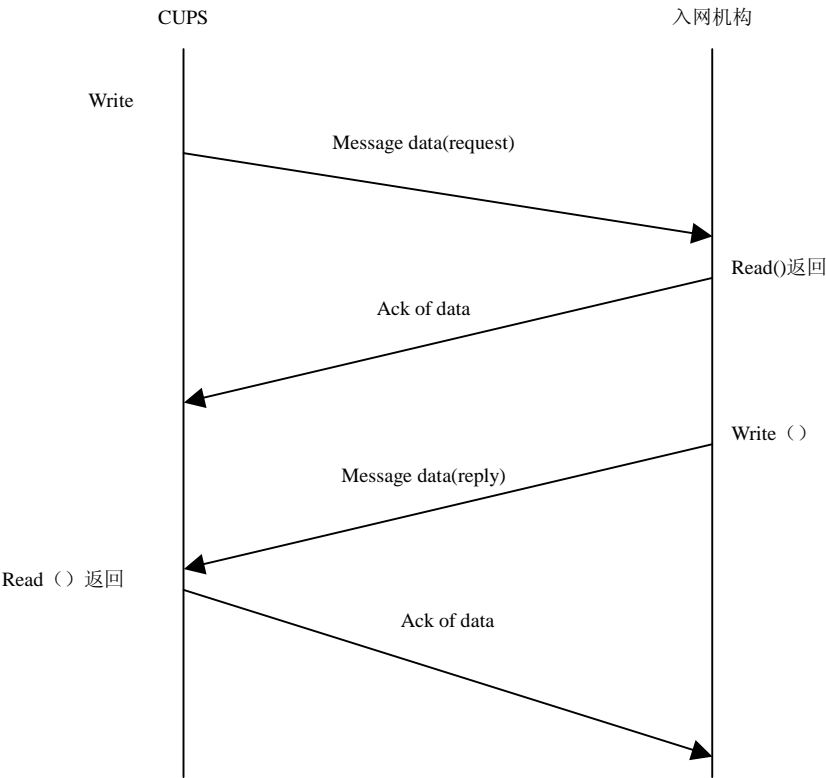 CUPS
入网机构
Write
Message data(request)
Read()返回
Ack of data
Write（）
Message data(reply)
Read（）返回
Ack of data